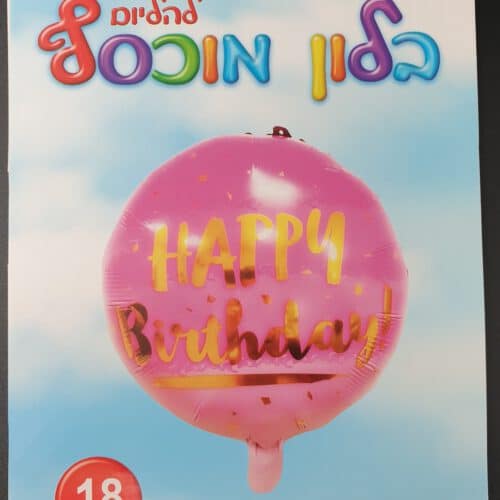 להליום
בלון מוכסף
HAPPY
Birthday!
18